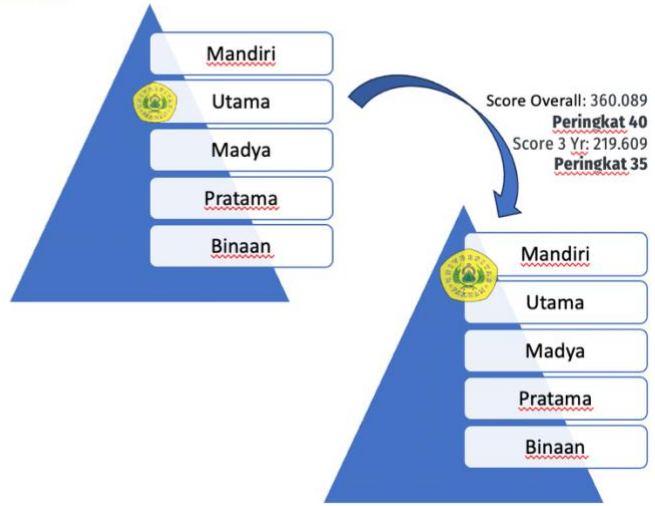 Mandiri
Utama
Madya
Pratama
Binaan
Score Overall: 360.089
Peringkat 40
Score 3 Yr: 219.609
Peringkat 35
Mandiri
Utama
Madya
Pratama
Binaan